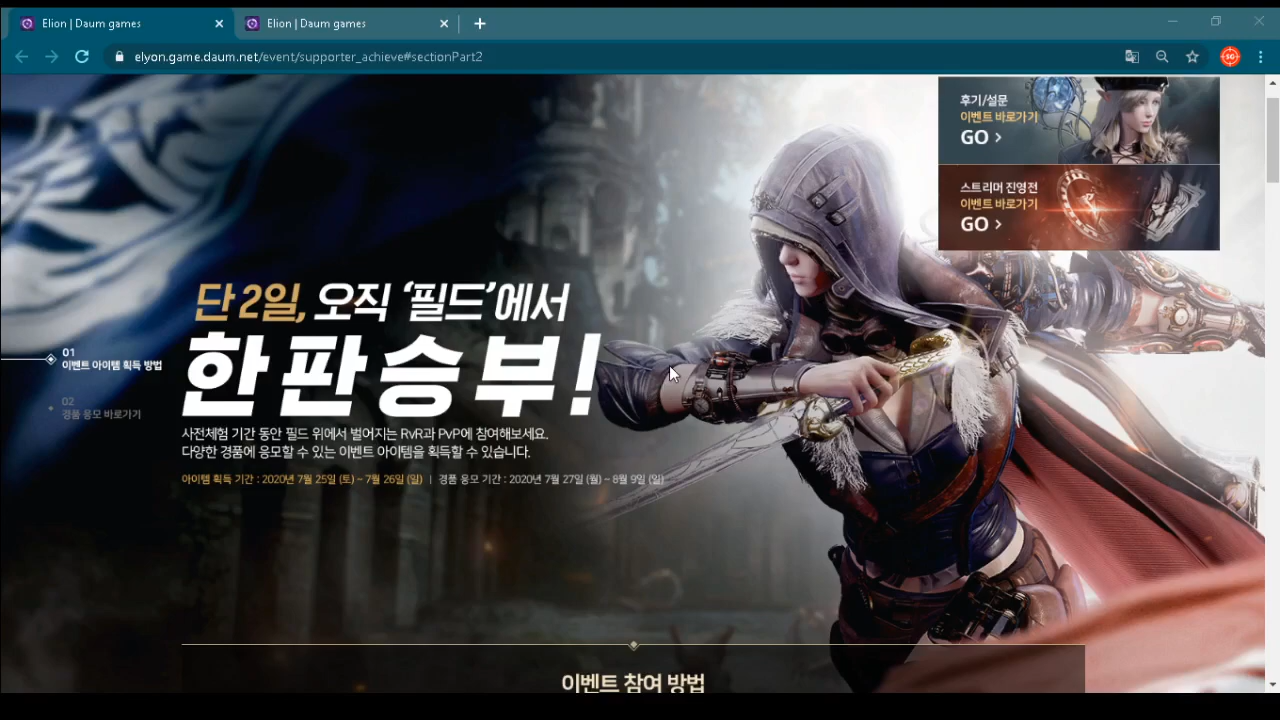 Elion | Daum games
Elion | Daum games
elyon.game.daum.net/event/supporter_achieve#sectionPart2
후기/설문
이벤트 바로가기
GO >
스트리머 진영전
이벤트 바로가기
GO >
단 2일, 오직 ‘필드’에서
한판승부!
01
이벤트 아이템 획득 방법
02
경품 응모 바로가기
사전체험 기간 동안 필드 위에서 벌어지는 RvR과 PvP에 참여해보세요.
다양한 경품에 응모할 수 있는 이벤트 아이템을 획득할 수 있습니다.
아이템 획득 기간 : 2020년 7월 25일 (토) ~ 7월 26일 (일) | 경품 응모 기간 : 2020년 7월 27일 (월) ~ 8월 9일 (일)
이벤트 참여 방법